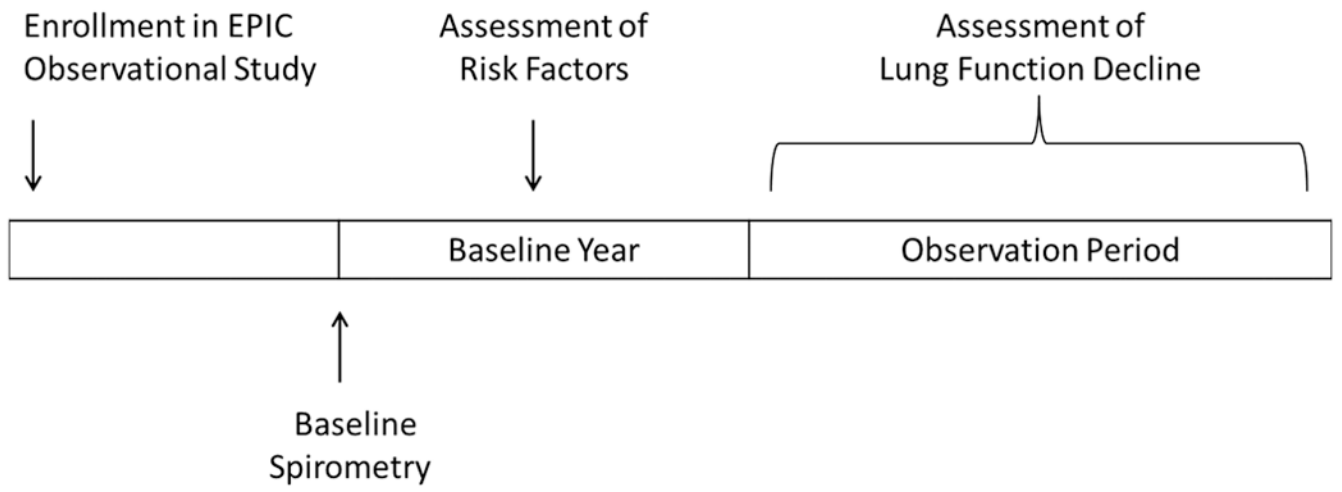 Enrollment in EPIC
Observational Study
Assessment of
Risk Factors
Assessment of
Lung Function Decline
Baseline Year
Observation Period
Baseline
Spirometry